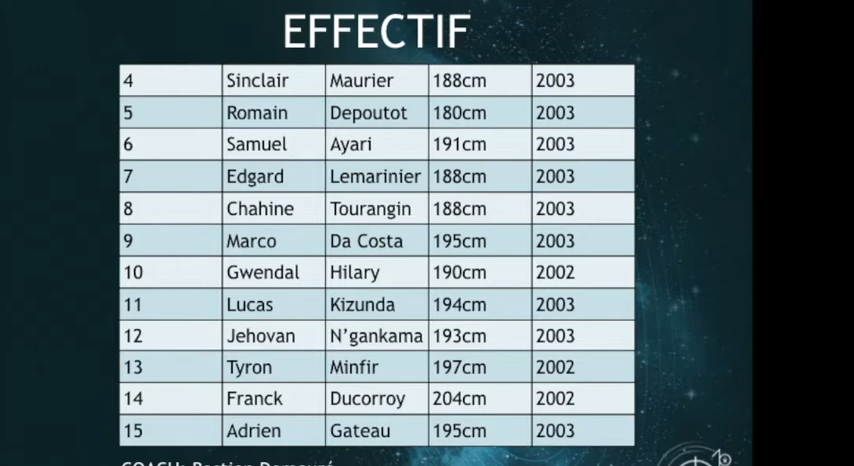 EFFECTIF
4 Sinclair Maurier 188cm 2003
5 Romain Depoutot 180cm 2003
6 Samuel Ayari 191cm 2003
7 Edgard Lemarinier 188cm 2003
8 Chahine Tourangin 188cm 2003
9 Marco Da Costa 195cm 2003
10 Gwendal Hilary 190cm 2002
11 Lucas Kizunda 194cm 2003
12 Jehovan N’gankama 193cm 2003
13 Tyron Minfir 197cm 2002
14 Franck Ducorroy 204cm 2002
15 Adrien Gateau 195cm 2003
COACH: Bastien